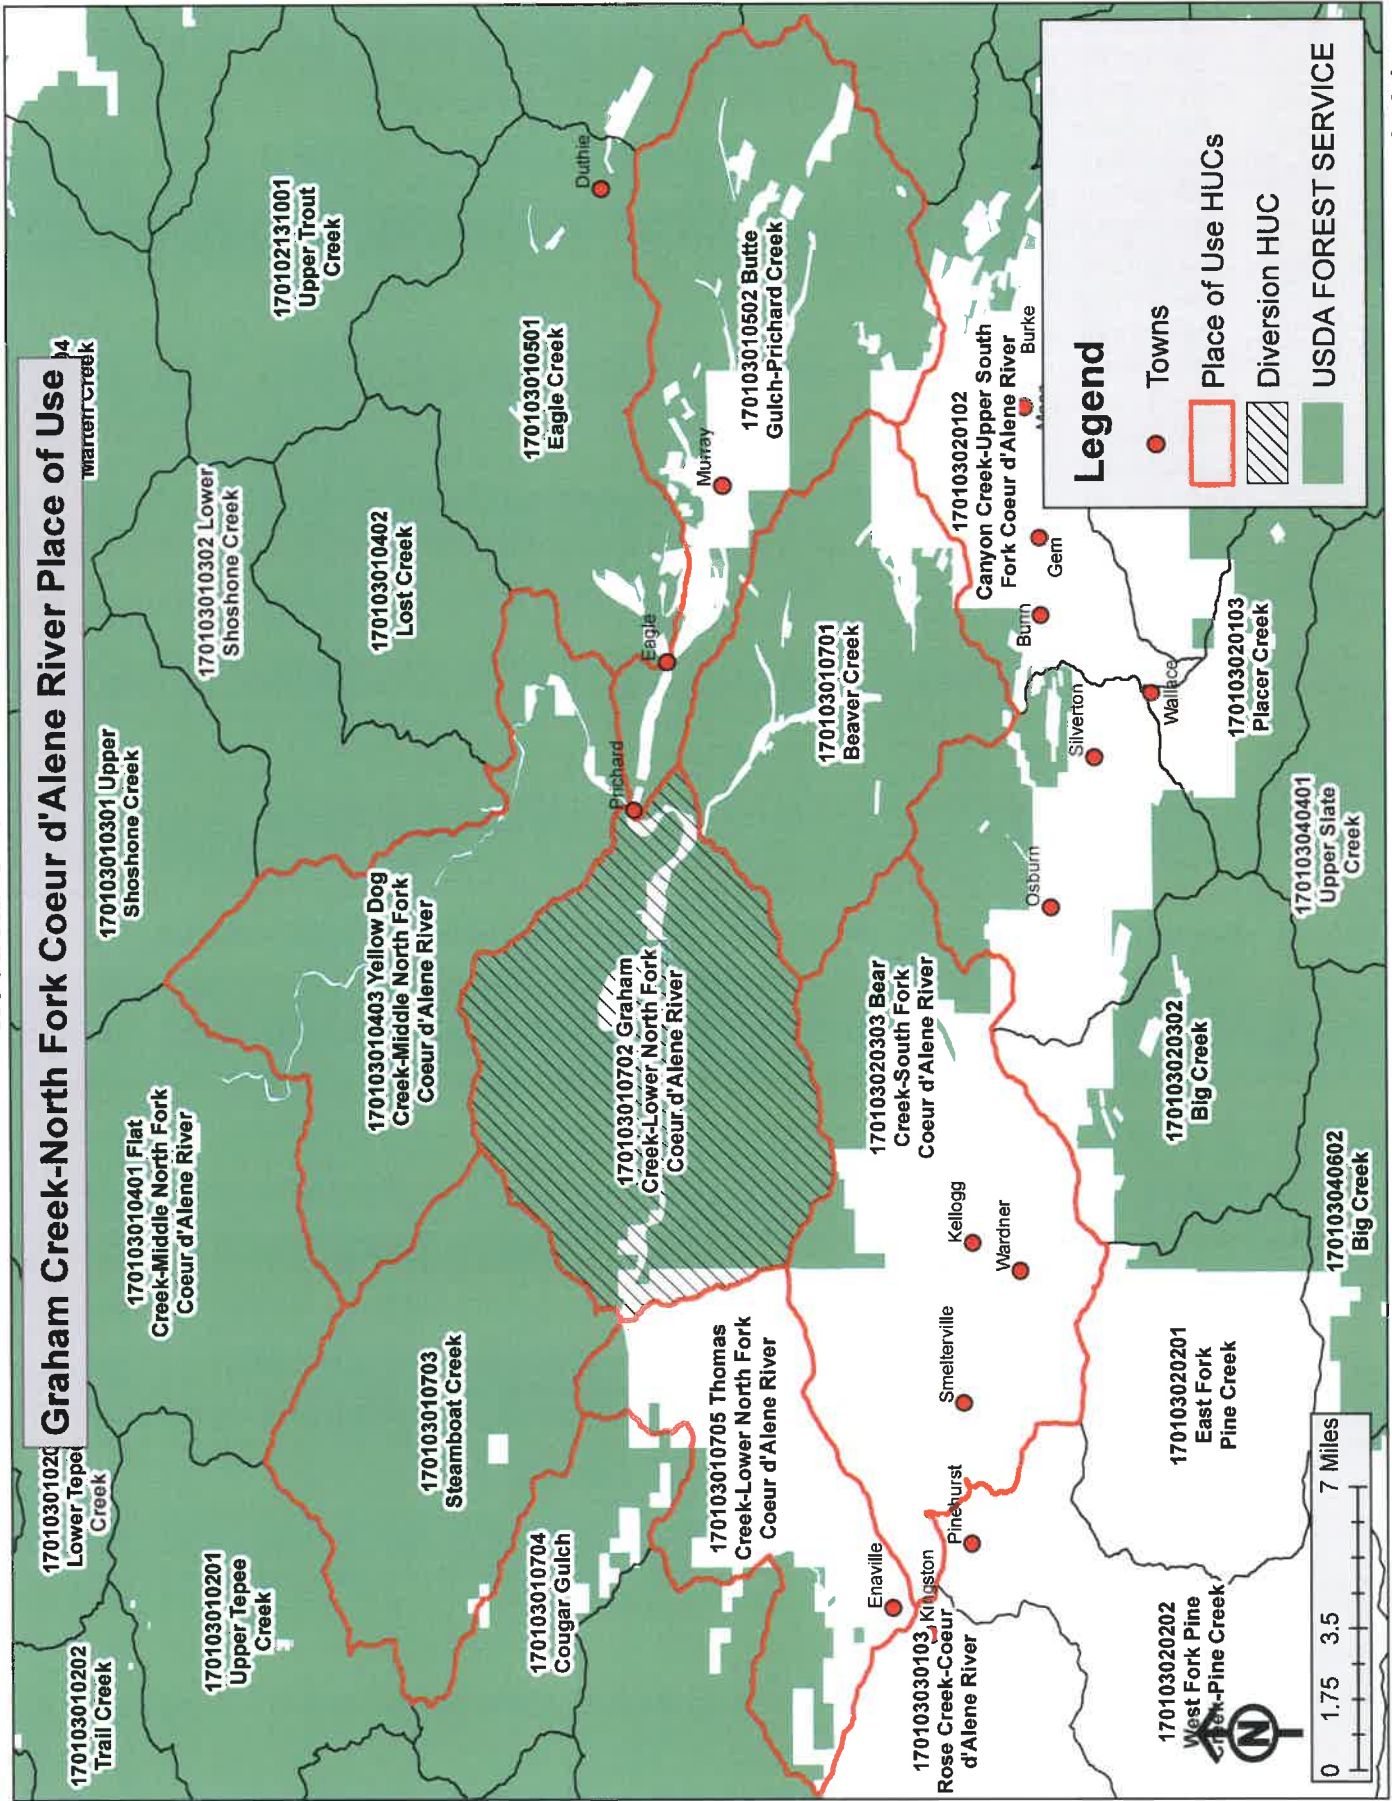 Graham Creek-North Fork Coeur d'Alene River Place of Use
170103010202
Trail Creek
Lower Tepee
Creek
170103010201
Upper Tepee
Creek
170103010401 Flat
Creek-Middle North Fork
Coeur d'Alene River
170103010301 Upper
Shoshone Creek
170103010302 Lower
Shoshone Creek
Marten Creek
170102131001
Upper Trout
Creek
170103010402
Lost Creek
170103010403 Yellow Dog
Creek-Middle North Fork
Coeur d'Alene River
170103010703
Steamboat Creek
170103010704
Cougar Gulch
170103010501
Eagle Creek
Duthie
Eagle
Prichard
Murray
170103010502 Butte
Gulch-Prichard Creek
170103010702 Graham
Creek-Lower North Fork
Coeur d'Alene River
170103010705 Thomas
Creek-Lower North Fork
Coeur d'Alene River
170103010701
Beaver Creek
170103020303 Bear
Creek-South Fork
Coeur d'Alene River
170103020102
Canyon Creek-Upper South
Fork Coeur d'Alene River
Burke
Gem
Burn
Silverton
Wallace
Osburn
Kellogg
Wardner
Smelterville
Pinehurst
Enaville
Kingston
170103030103
Rose Creek-Coeur
d'Alene River
170103020103
Placer Creek
170103040401
Upper Slate
Creek
170103020302
Big Creek
170103040602
Big Creek
170103020201
East Fork
Pine Creek
170103020202
West Fork Pine
Creek-Pine Creek
N
0 1.75 3.5 7 Miles
Legend
Towns
Place of Use HUCs
Diversion HUC
USDA FOREST SERVICE